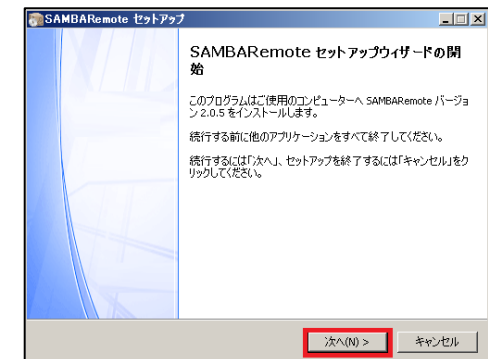 SAMBARemote セットアップ
SAMBARemote セットアップウィザードの開
始
このプログラムはご使用のコンピューターへ SAMBARemote バージョ
ン 2.0.5 をインストールします。
続行する前に他のアプリケーションをすべて終了してください。
続行するには「次へ」、セットアップを終了するには「キャンセル」をク
リックしてください。
次へ(N) >
キャンセル